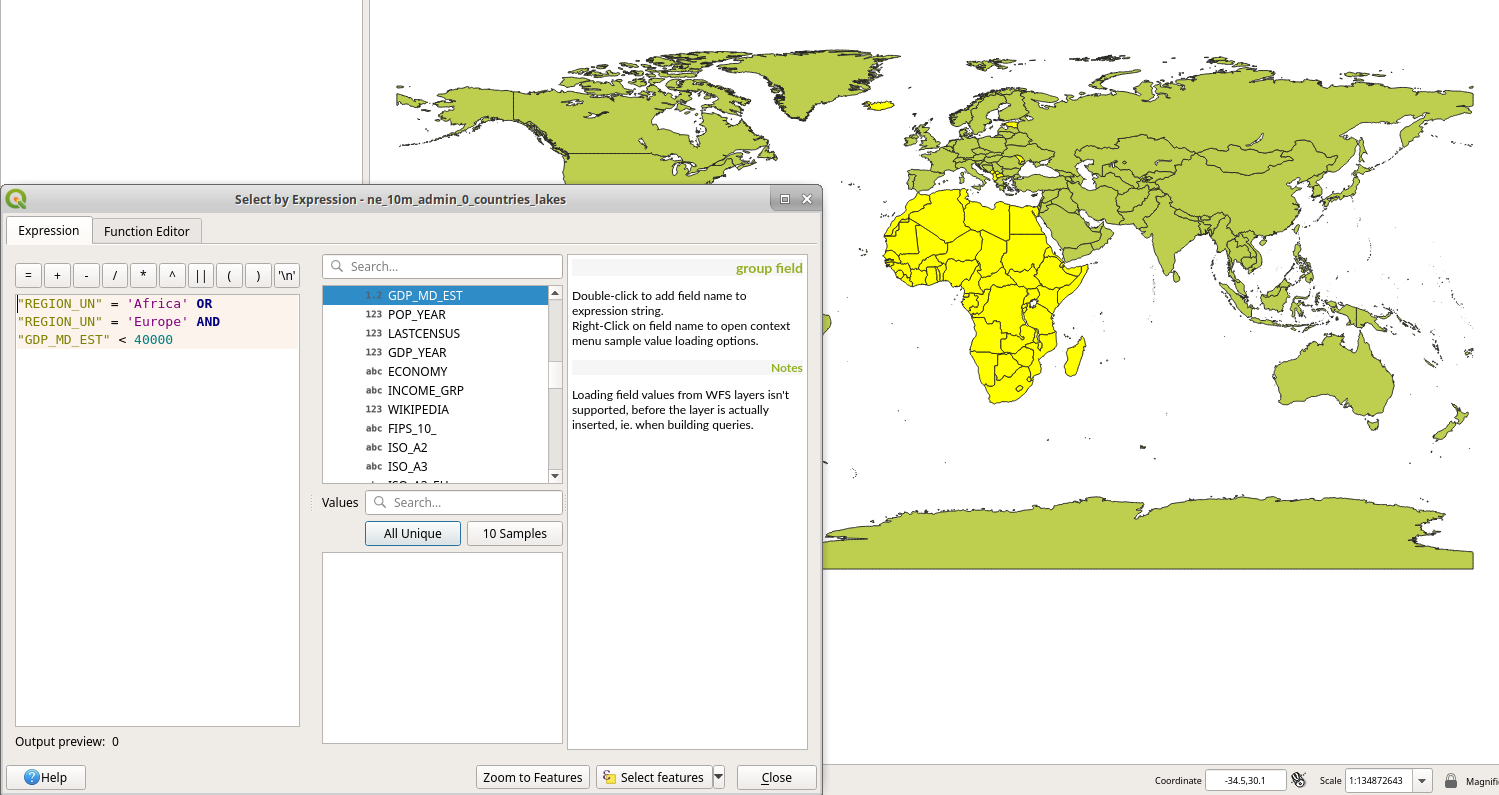 Select by Expression - ne_10m_admin_0_countries_lakes
Expression
Function Editor
= + - / * ^ || ( ) '\n'
"REGION_UN" = 'Africa' OR
"REGION_UN" = 'Europe' AND
"GDP_MD_EST" < 40000
Output preview: 0
Search...
1.2 GDP_MD_EST
123 POP_YEAR
123 LASTCENSUS
123 GDP_YEAR
abc ECONOMY
abc INCOME_GRP
123 WIKIPEDIA
abc FIPS_10_
abc ISO_A2
abc ISO_A3
Values
Search...
All Unique
10 Samples
group field
Double-click to add field name to
expression string.
Right-Click on field name to open context
menu sample value loading options.
Notes
Loading field values from WFS layers isn't
supported, before the layer is actually
inserted, ie. when building queries.
Help
Zoom to Features
Select features
Close
Coordinate -34.5,30.1
Scale 1:134872643
Magnifi